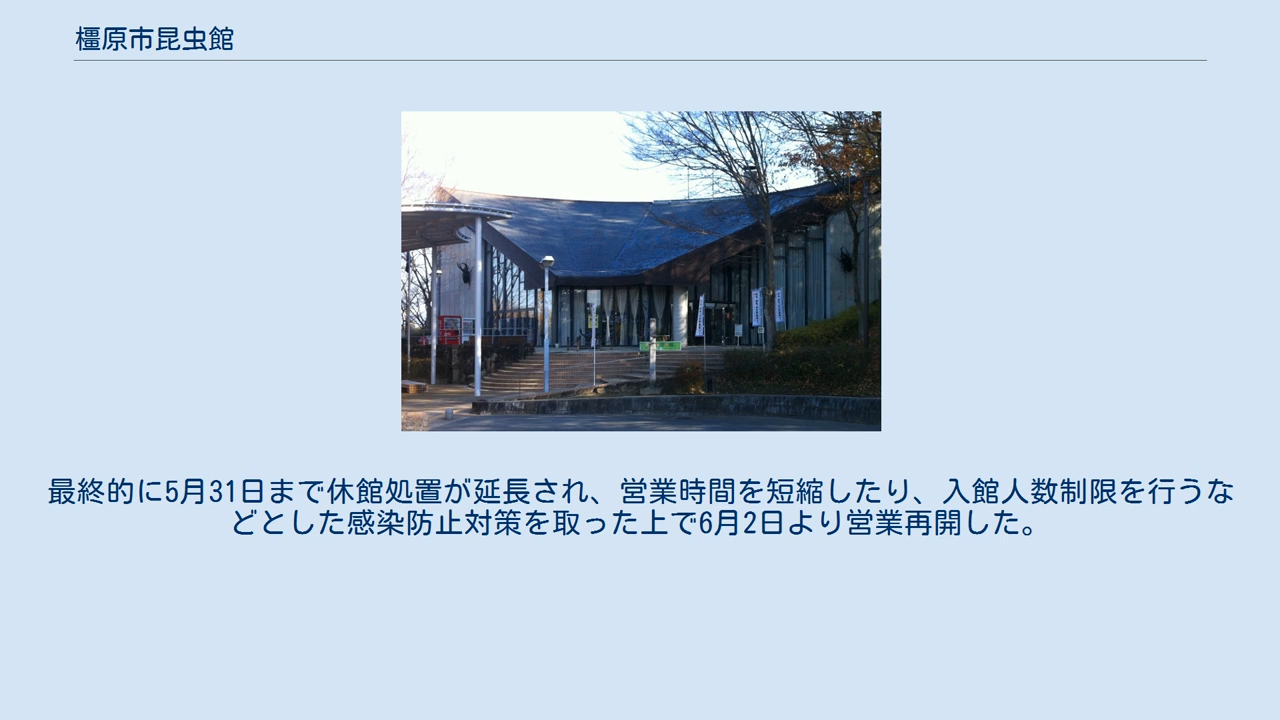 橿原市昆虫館
最終的に5月31日まで休館処置が延長され、営業時間を短縮したり、入館人数制限を行うな
どとした感染防止対策を取った上で6月2日より営業再開した。